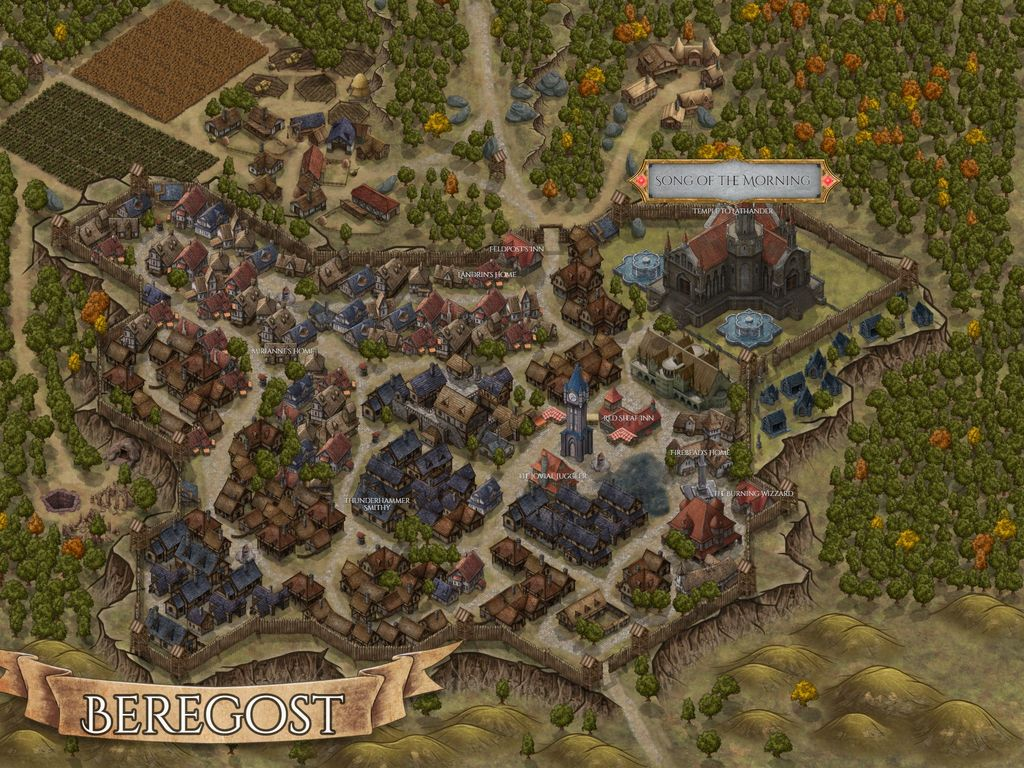 SONG OF THE MORNING
TEMPLE TO LATHANDER
FELDPOST'S INN
LANDRIN'S HOME
MIRIANNE'S HOME
RED SHEAF INN
FIREBEAD'S HOME
THE JOVIAL JUGGLER
THE BURNING WIZZARD
THUNDERHAMMER
SMITHY
BEREGOST